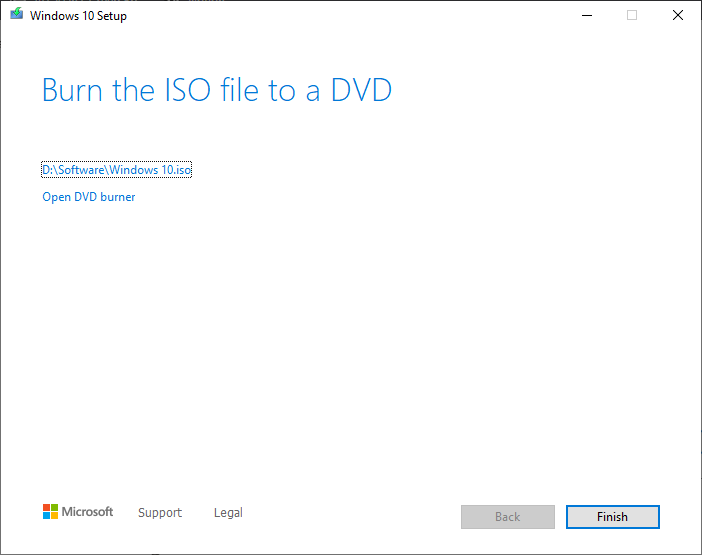 Windows 10 Setup
Burn the ISO file to a DVD
D:\Software\Windows 10.iso
Open DVD burner
Microsoft Support Legal
Back Finish